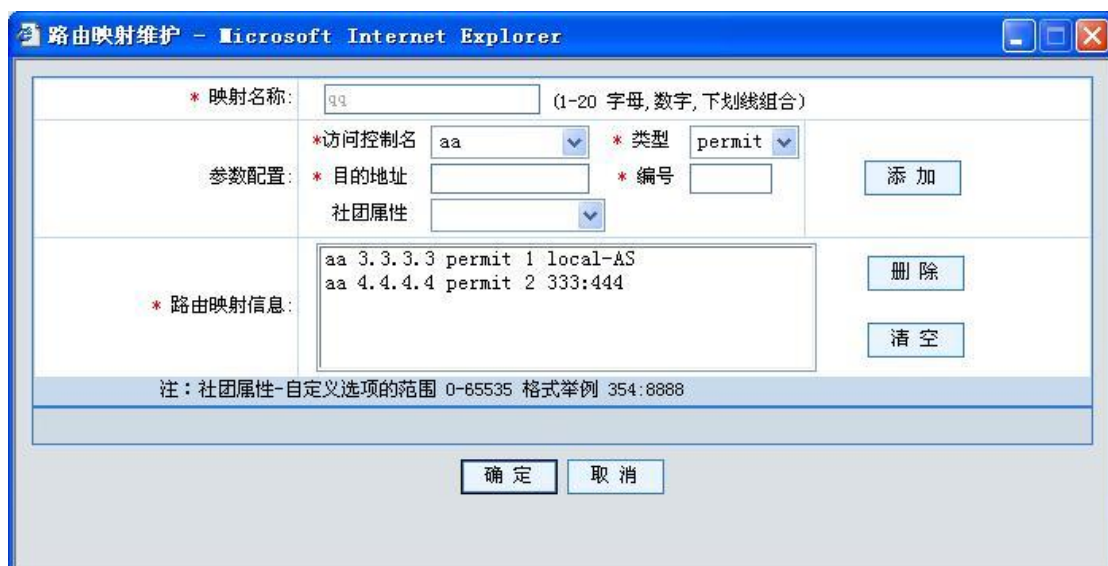 路由映射维护 - Microsoft Internet Explorer
* 映射名称: qq (1-20 字母,数字,下划线组合)
*访问控制名 aa * 类型 permit
参数配置: * 目的地址 * 编号 添 加
社团属性
aa 3.3.3.3 permit 1 local-AS
aa 4.4.4.4 permit 2 333:444
删 除
* 路由映射信息:
清 空
注：社团属性-自定义选项的范围 0-65535 格式举例 354:8888
确 定 取 消